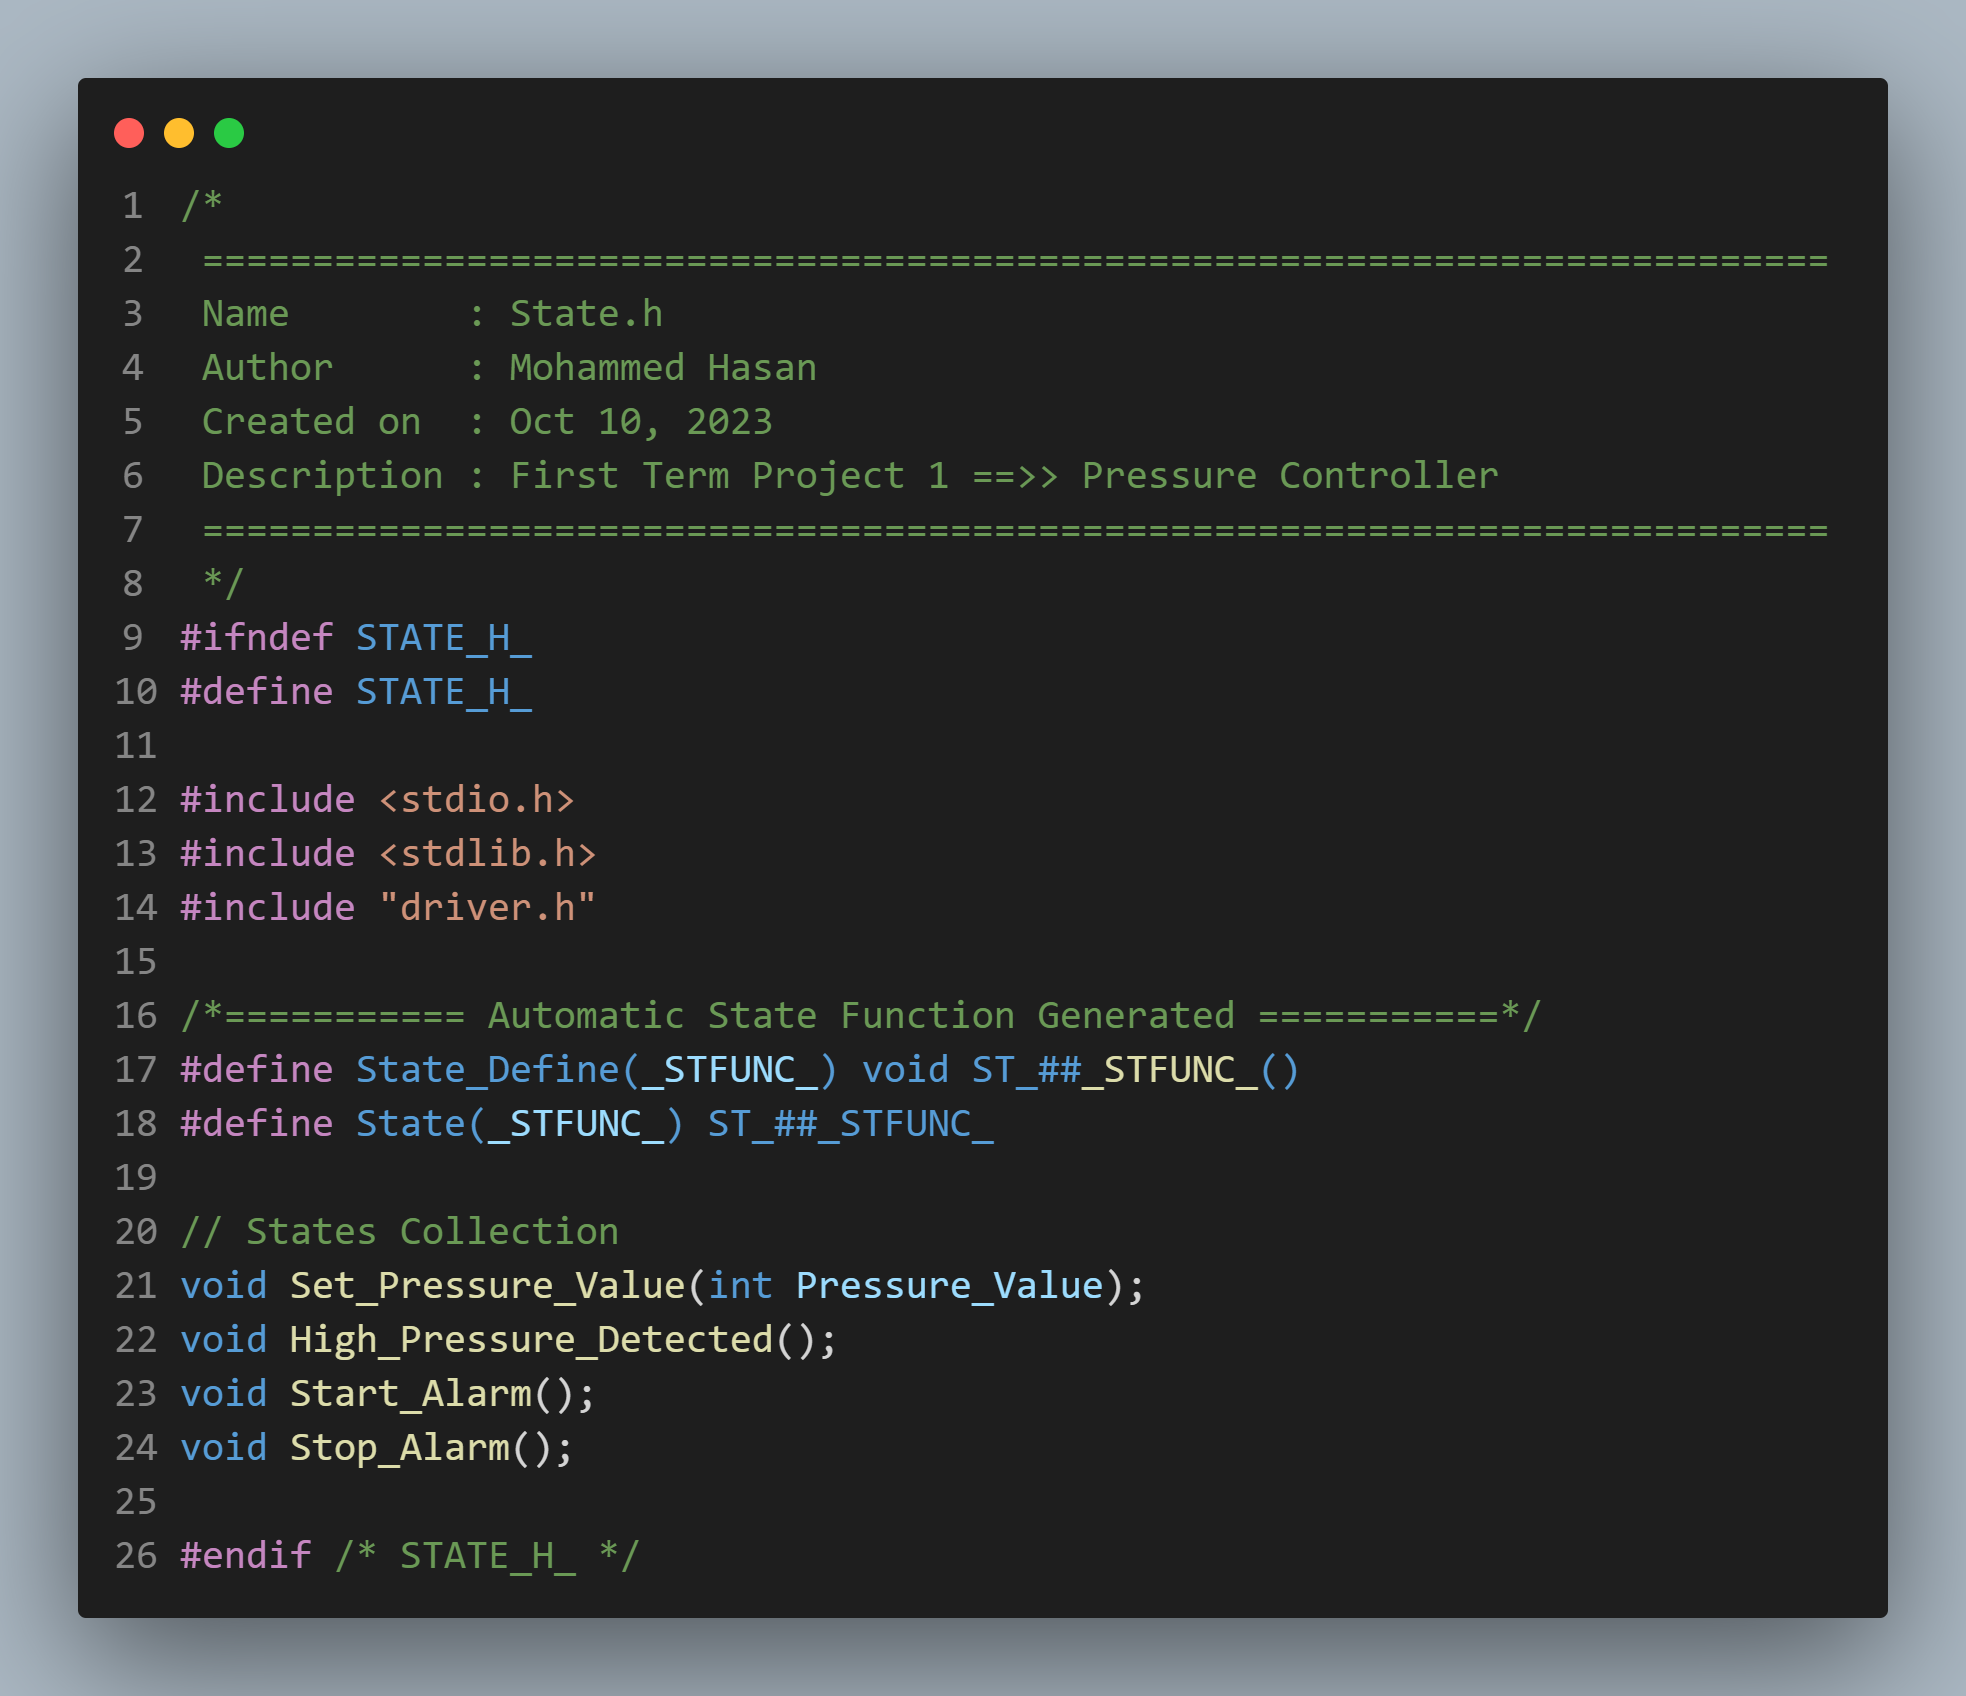 1 /*
2  ==========================================================================
3  Name        : State.h
4  Author      : Mohammed Hasan
5  Created on  : Oct 10, 2023
6  Description : First Term Project 1 ==>> Pressure Controller
7  ==========================================================================
8  */
9 #ifndef STATE_H_
10 #define STATE_H_
11
12 #include <stdio.h>
13 #include <stdlib.h>
14 #include "driver.h"
15
16 /*=========== Automatic State Function Generated ===========*/
17 #define State_Define(_STFUNC_) void ST_##_STFUNC_()
18 #define State(_STFUNC_) ST_##_STFUNC_
19
20 // States Collection
21 void Set_Pressure_Value(int Pressure_Value);
22 void High_Pressure_Detected();
23 void Start_Alarm();
24 void Stop_Alarm();
25
26 #endif /* STATE_H_ */